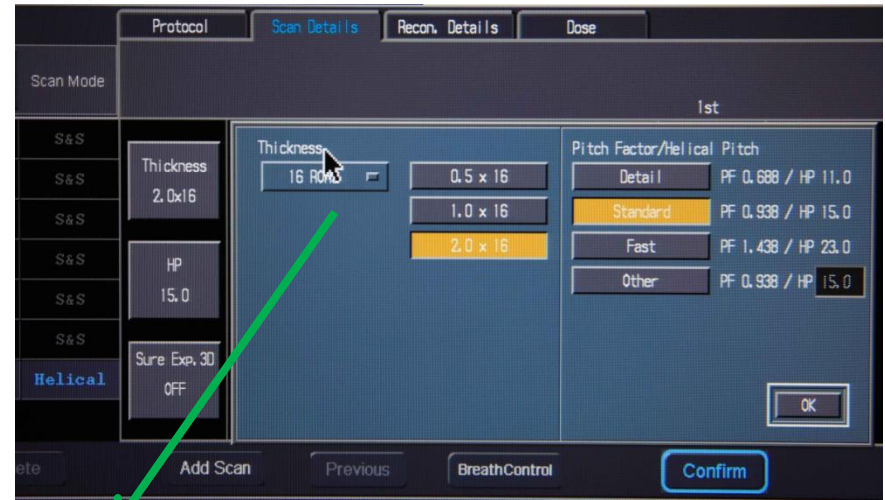 Protocol
Scan Details
Recon. Details
Dose
Scan Mode
1st
S&S
S&S
S&S
S&S
S&S
S&S
Helical
Thickness
2.0x16
HP
15.0
Sure Exp.3D
OFF
Thickness
16
0.5 x 16
1.0 x 16
2.0 x 16
Pitch Factor/Helical Pitch
Detail PF 0.688 / HP 11.0
Standard PF 0.938 / HP 15.0
Fast PF 1.438 / HP 23.0
Other PF 0.938 / HP 15.0
OK
Add Scan
Previous
BreathControl
Confirm